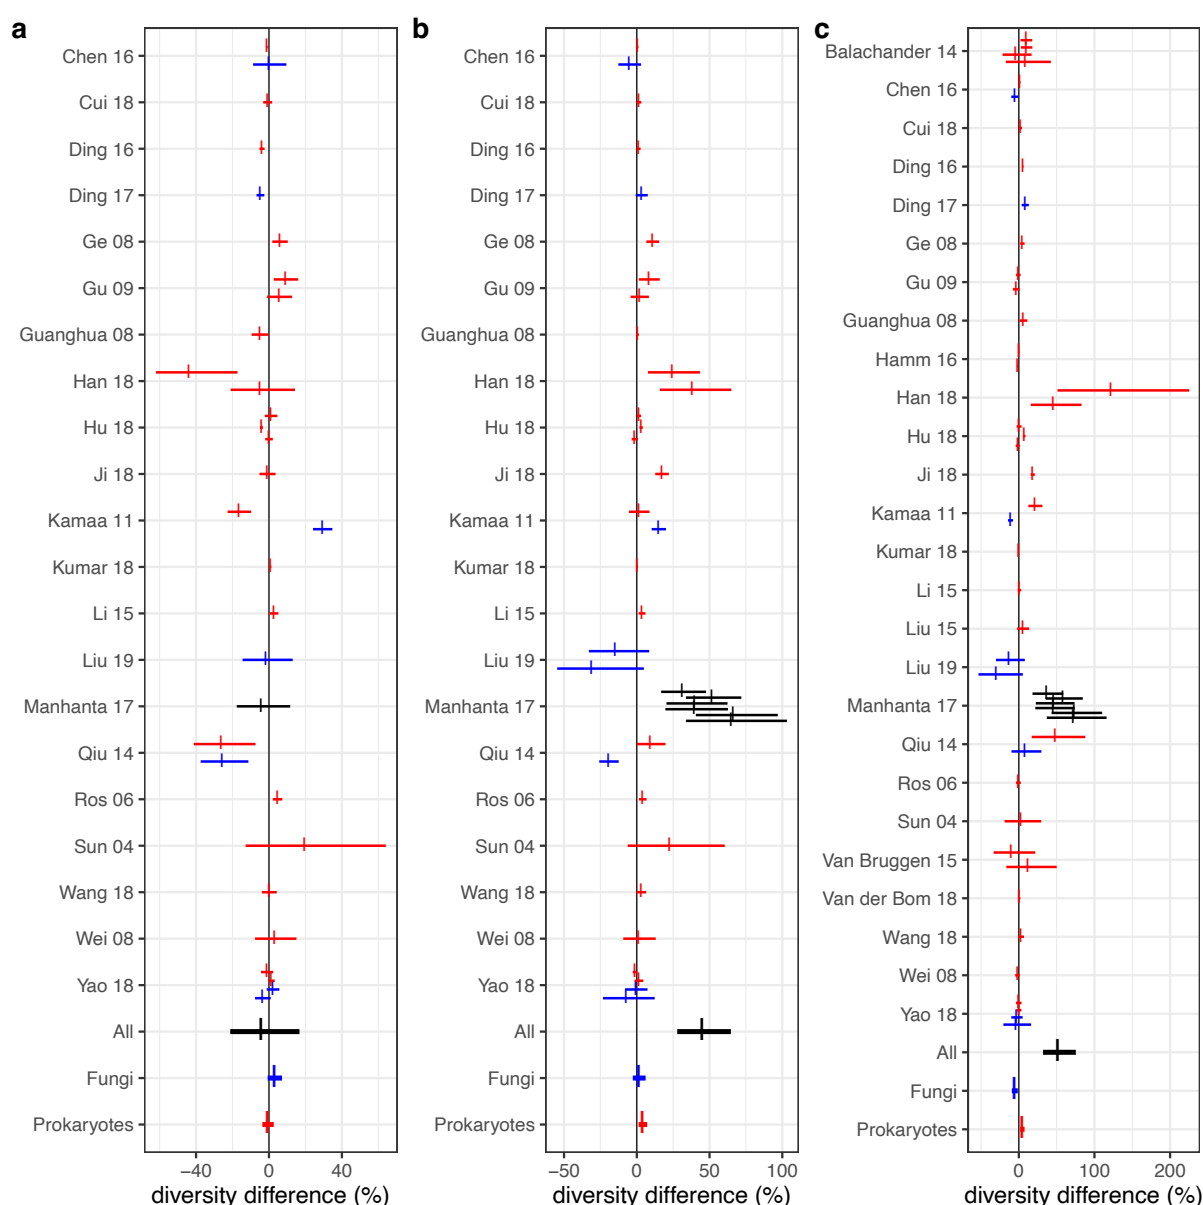 a
Chen 16
Cui 18
Ding 16
Ding 17
Ge 08
Gu 09
Guanghua 08
Han 18
Hu 18
Ji 18
Kamaa 11
Kumar 18
Li 15
Liu 19
Manhanta 17
Qiu 14
Ros 06
Sun 04
Wang 18
Wei 08
Yao 18
All
Fungi
Prokaryotes
−40 0 40
diversity difference (%)
b
Chen 16
Cui 18
Ding 16
Ding 17
Ge 08
Gu 09
Guanghua 08
Han 18
Hu 18
Ji 18
Kamaa 11
Kumar 18
Li 15
Liu 19
Manhanta 17
Qiu 14
Ros 06
Sun 04
Wang 18
Wei 08
Yao 18
All
Fungi
Prokaryotes
−50 0 50 100
diversity difference (%)
c
Balachander 14
Chen 16
Cui 18
Ding 16
Ding 17
Ge 08
Gu 09
Guanghua 08
Hamm 16
Han 18
Hu 18
Ji 18
Kamaa 11
Kumar 18
Li 15
Liu 15
Liu 19
Manhanta 17
Qiu 14
Ros 06
Sun 04
Van Bruggen 15
Van der Bom 18
Wang 18
Wei 08
Yao 18
All
Fungi
Prokaryotes
0 100 200
diversity difference (%)